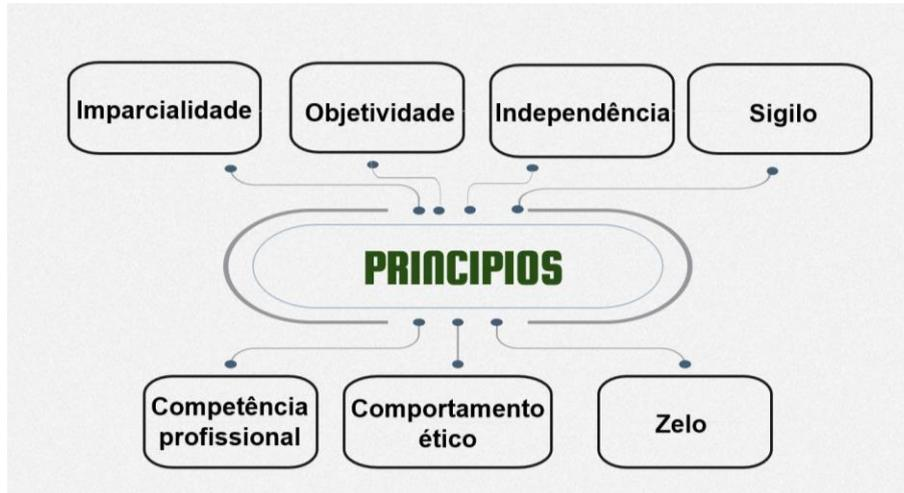 Imparcialidade
Objetividade
Independência
Sigilo
PRINCIPIOS
Competência
profissional
Comportamento
ético
Zelo